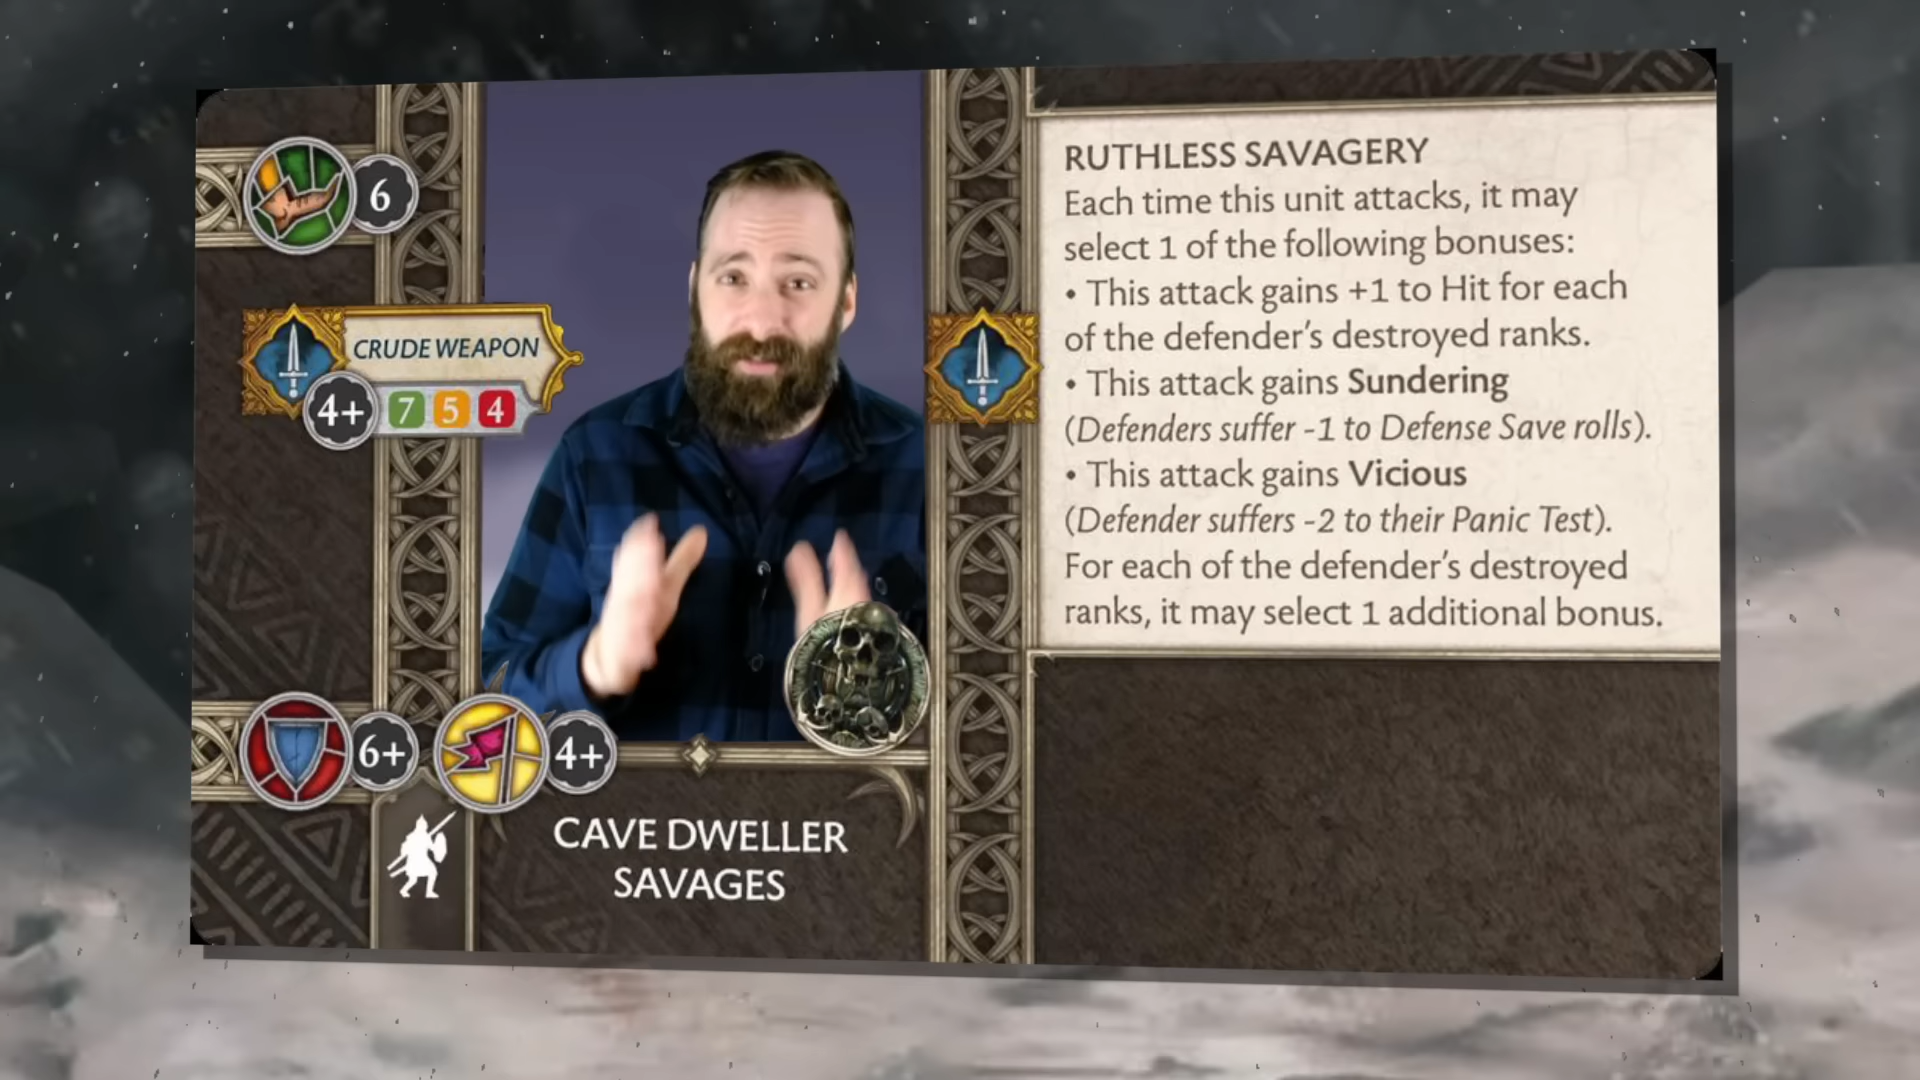 6
CRUDE WEAPON
4+ 7 5 4
6+ 4+
CAVE DWELLER
SAVAGES
RUTHLESS SAVAGERY
Each time this unit attacks, it may
select 1 of the following bonuses:
• This attack gains +1 to Hit for each
of the defender's destroyed ranks.
• This attack gains Sundering
(Defenders suffer -1 to Defense Save rolls).
• This attack gains Vicious
(Defender suffers -2 to their Panic Test).
For each of the defender's destroyed
ranks, it may select 1 additional bonus.